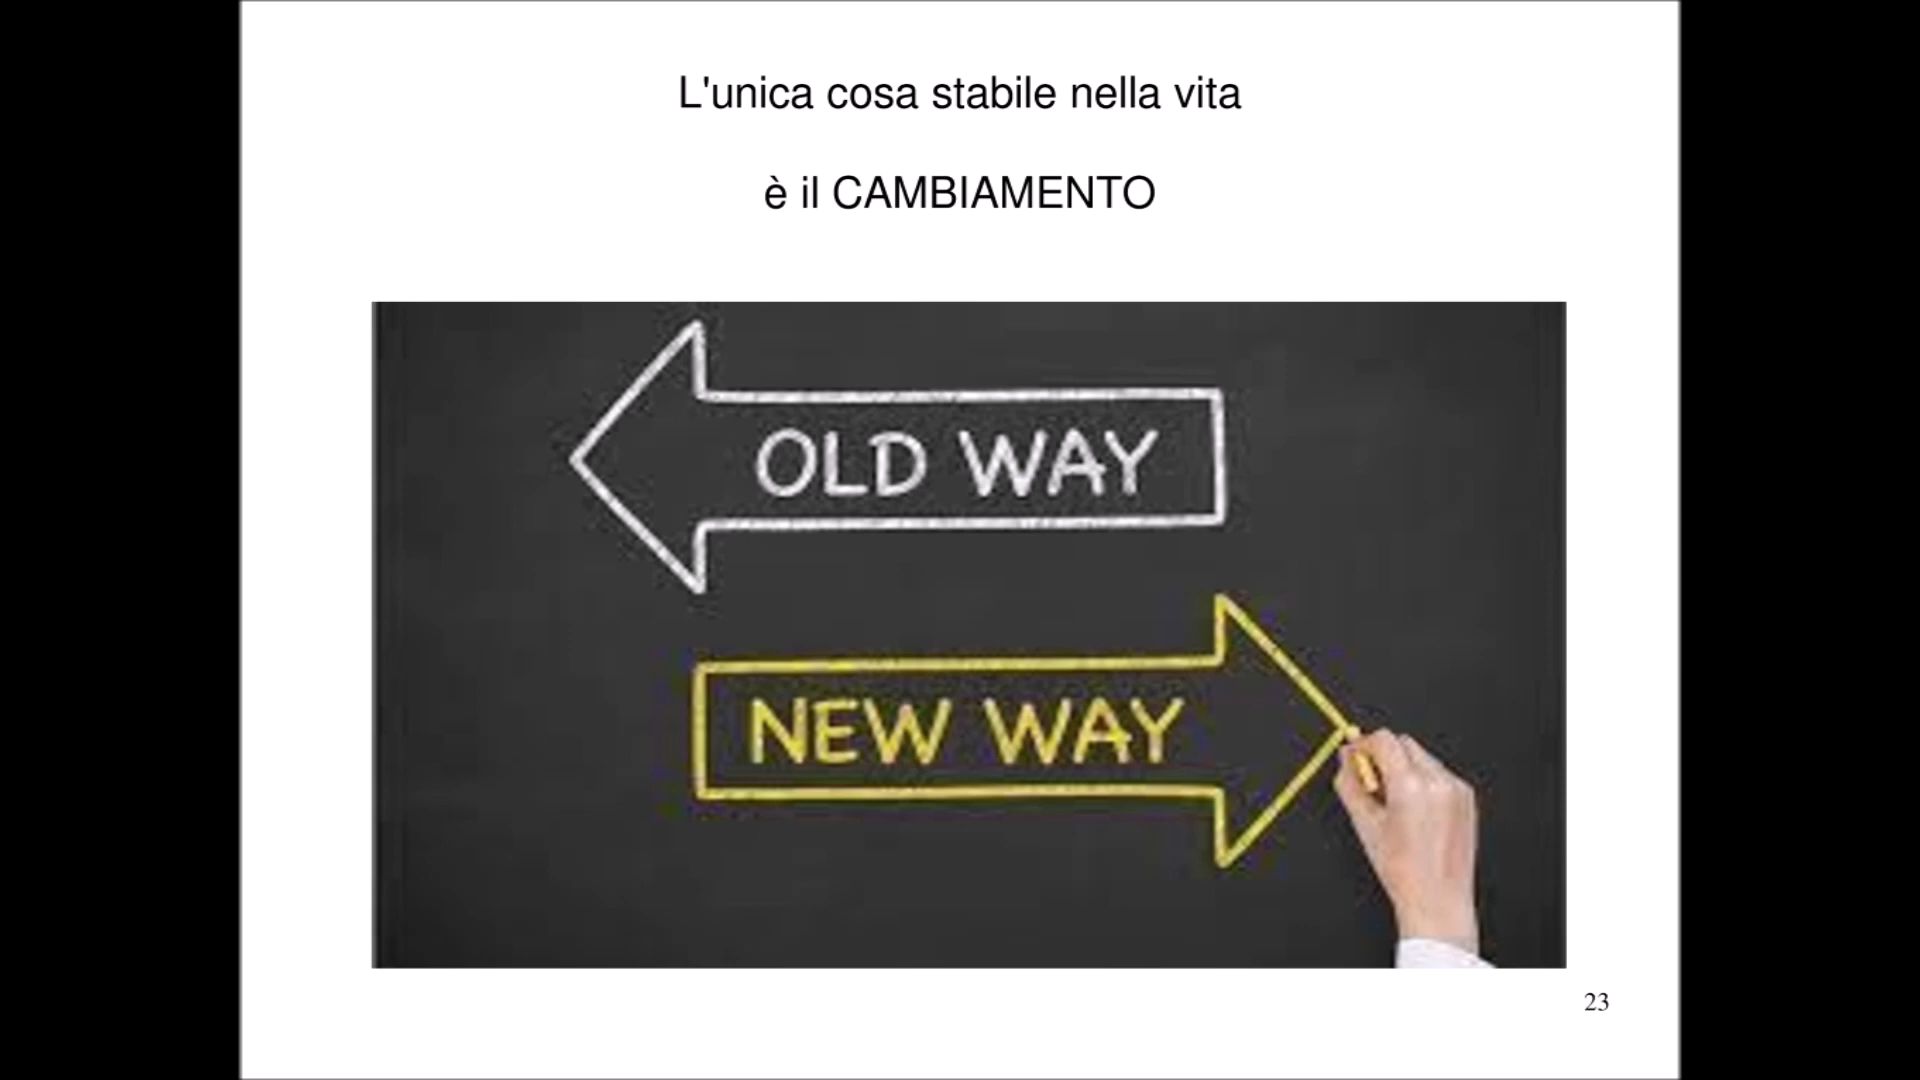 L'unica cosa stabile nella vita
è il CAMBIAMENTO
OLD WAY
NEW WAY
23